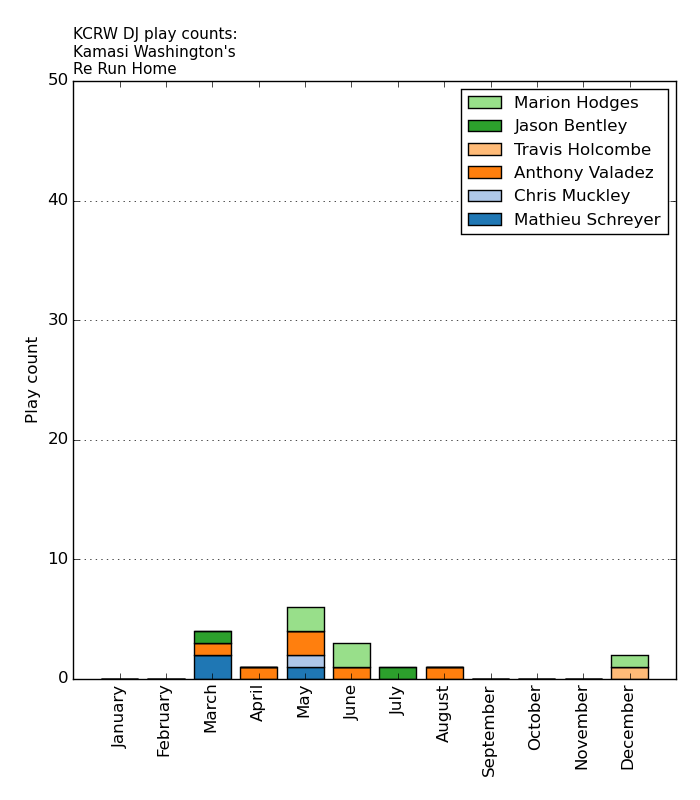 KCRW DJ play counts:
Kamasi Washington's
Re Run Home
50
40
30
20
10
0
Play count
Marion Hodges
Jason Bentley
Travis Holcombe
Anthony Valadez
Chris Muckley
Mathieu Schreyer
January
February
March
April
May
June
July
August
September
October
November
December